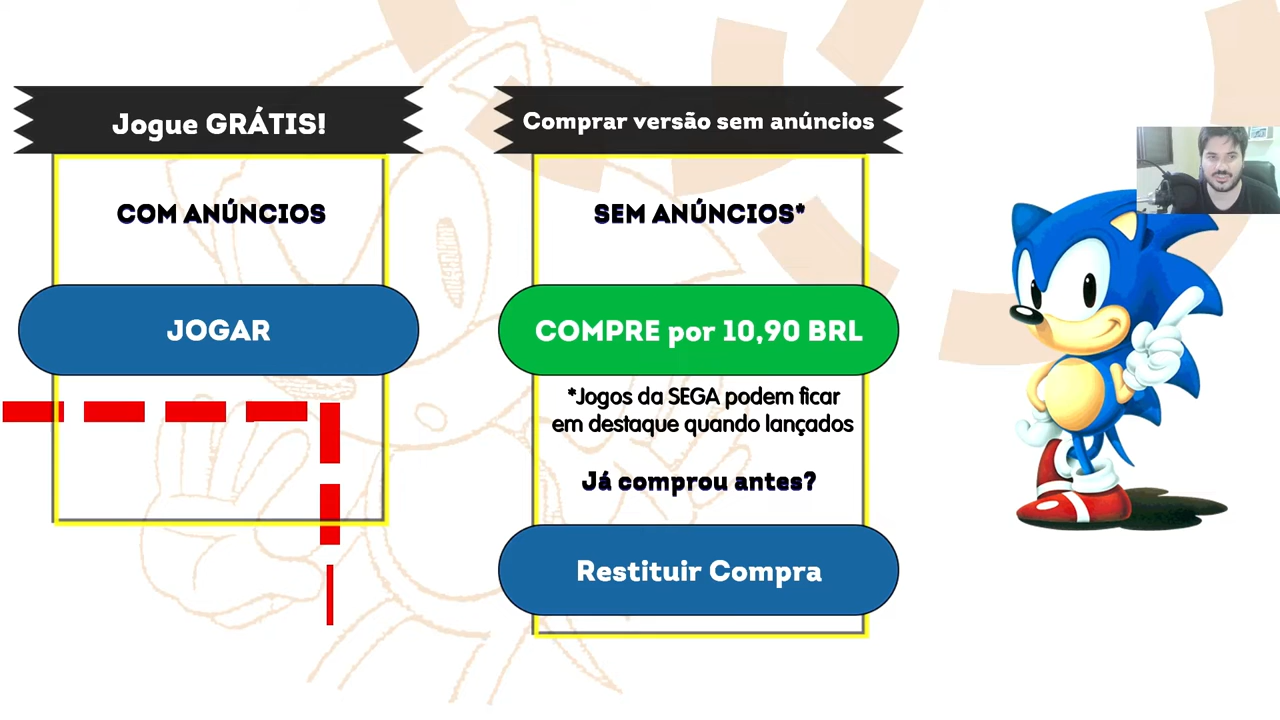 Jogue GRÁTIS!
COM ANÚNCIOS
JOGAR
Comprar versão sem anúncios
SEM ANÚNCIOS*
COMPRE por 10,90 BRL
*Jogos da SEGA podem ficar
em destaque quando lançados
Já comprou antes?
Restituir Compra